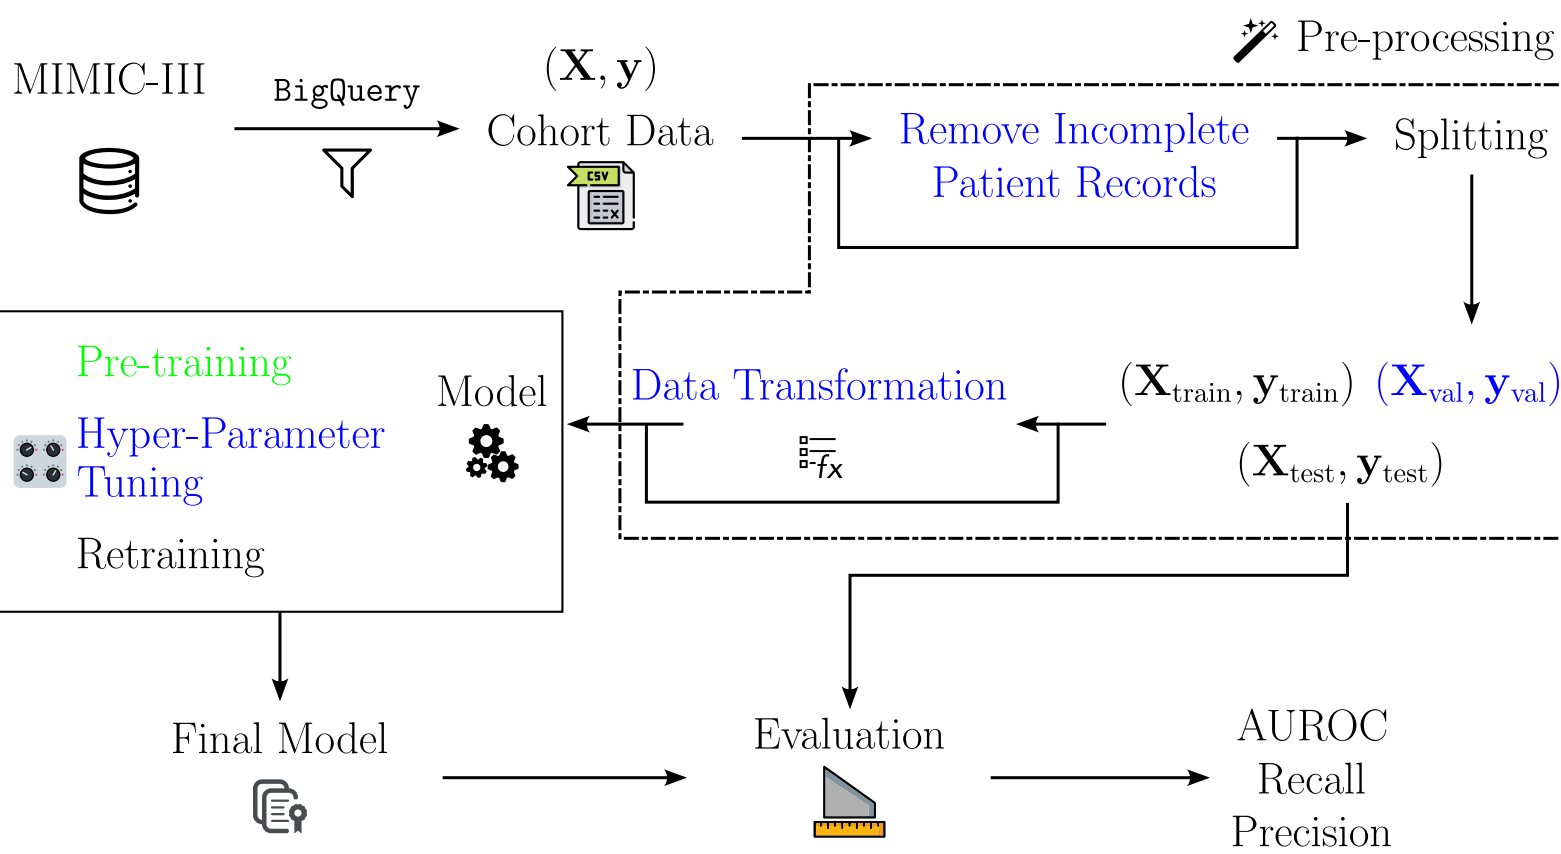 Pre-processing
MIMIC-III
BigQuery
(X, y)
Cohort Data
CSV
X
Remove Incomplete
Patient Records
Splitting
(X_train, y_train) (X_val, y_val)
(X_test, y_test)
Data Transformation
fx
Model
Pre-training
Hyper-Parameter
Tuning
Retraining
Final Model
Evaluation
AUROC
Recall
Precision